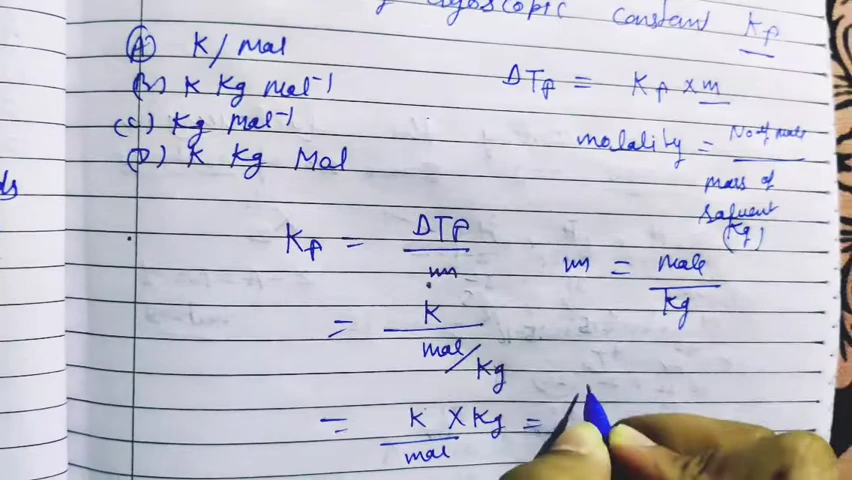 cryoscopic constant Kf
(A) K / mol
(B) K Kg mol⁻¹
(C) Kg mol⁻¹
(D) K Kg Mol
ΔTf = Kf × m
molality = No of mole
mass of
solvent
(Kg)
Kf = ΔTf
m
m = mole
Kg
= K
mol/Kg
= K × Kg =
mol